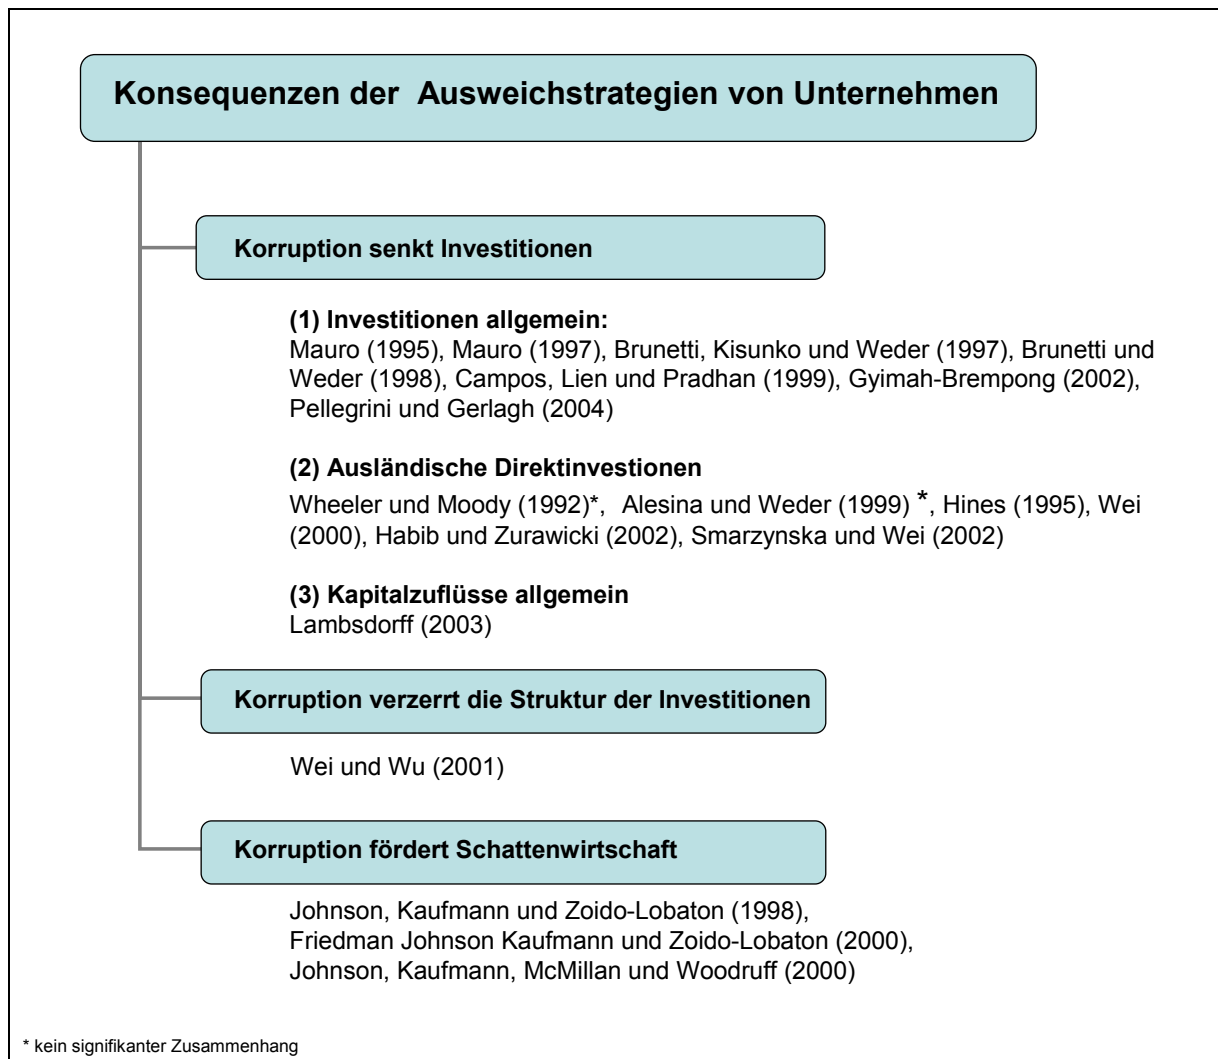 Konsequenzen der Ausweichstrategien von Unternehmen
Korruption senkt Investitionen
(1) Investitionen allgemein:
Mauro (1995), Mauro (1997), Brunetti, Kisunko und Weder (1997), Brunetti und
Weder (1998), Campos, Lien und Pradhan (1999), Gyimah-Brempong (2002),
Pellegrini und Gerlagh (2004)
(2) Ausländische Direktinvestionen
Wheeler und Moody (1992)*, Alesina und Weder (1999) *, Hines (1995), Wei
(2000), Habib und Zurawicki (2002), Smarzynska und Wei (2002)
(3) Kapitalzuflüsse allgemein
Lambsdorff (2003)
Korruption verzerrt die Struktur der Investitionen
Wei und Wu (2001)
Korruption fördert Schattenwirtschaft
Johnson, Kaufmann und Zoido-Lobaton (1998),
Friedman Johnson Kaufmann und Zoido-Lobaton (2000),
Johnson, Kaufmann, McMillan und Woodruff (2000)
* kein signifikanter Zusammenhang